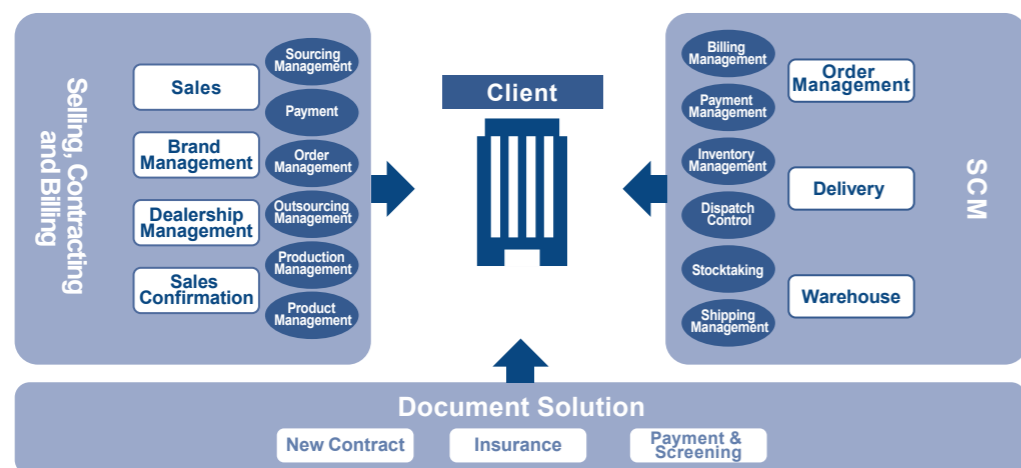 Selling, Contracting
and Billing
Sales
Brand
Management
Dealership
Management
Sales
Confirmation
Sourcing
Management
Payment
Order
Management
Outsourcing
Management
Production
Management
Product
Management
Client
Billing
Management
Payment
Management
Inventory
Management
Dispatch
Control
Stocktaking
Shipping
Management
Order
Management
Delivery
Warehouse
SCM
Document Solution
New Contract
Insurance
Payment &
Screening